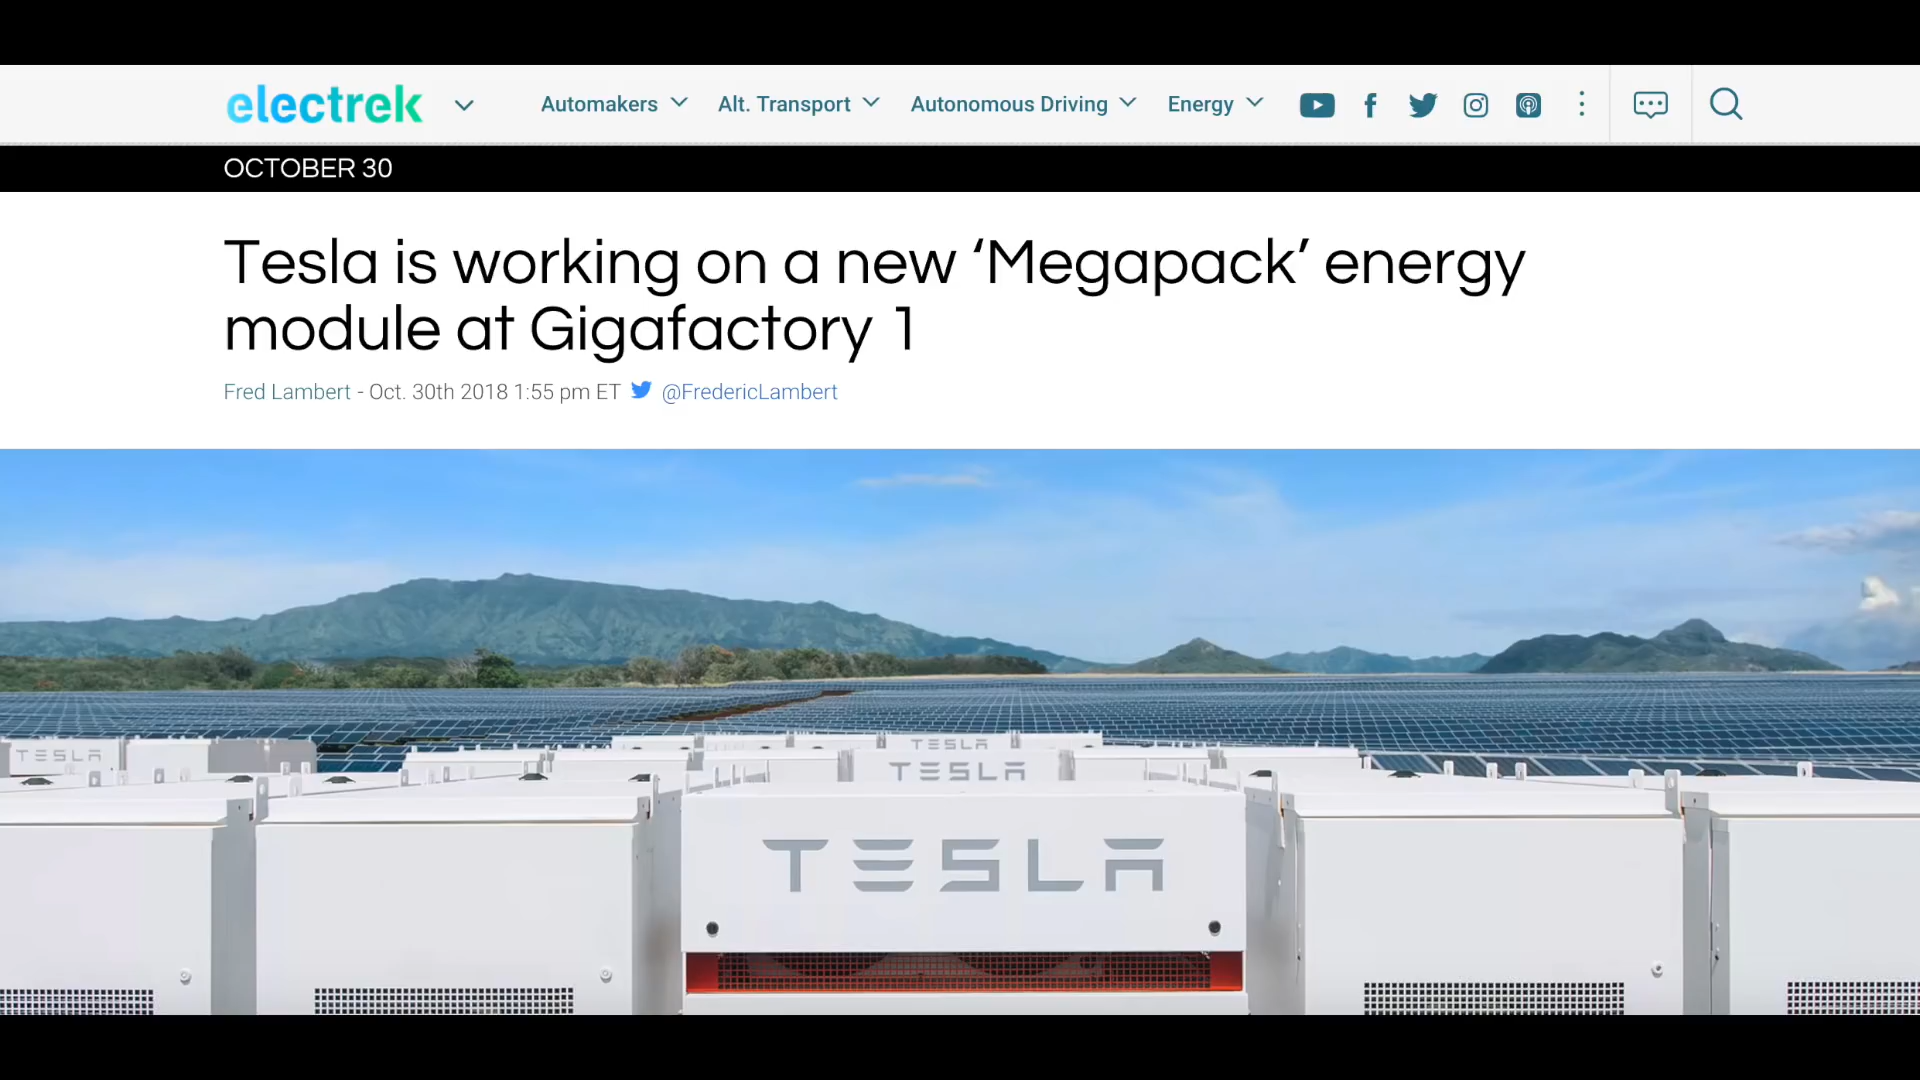 electrek Automakers Alt. Transport Autonomous Driving Energy
OCTOBER 30
Tesla is working on a new ‘Megapack’ energy
module at Gigafactory 1
Fred Lambert - Oct. 30th 2018 1:55 pm ET @FredericLambert
TESLA
TESLA
TESLA
TESLA